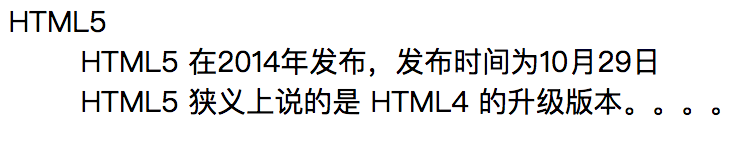 HTML5
HTML5 在2014年发布，发布时间为10月29日
HTML5 狭义上说的是 HTML4 的升级版本。。。。